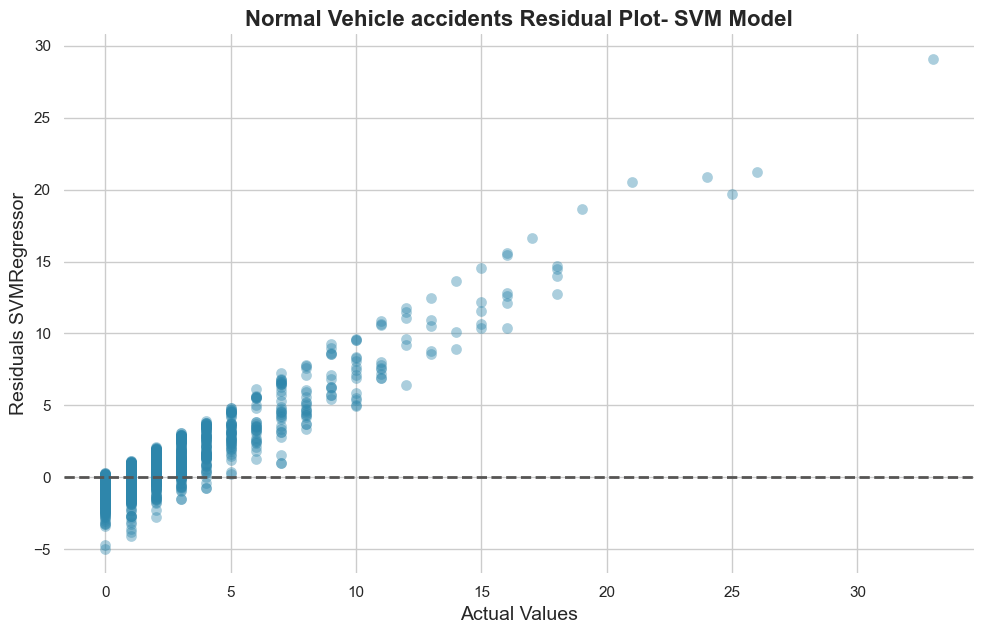 Normal Vehicle accidents Residual Plot- SVM Model
30
25
20
15
10
5
0
−5
Residuals SVMRegressor
0 5 10 15 20 25 30
Actual Values